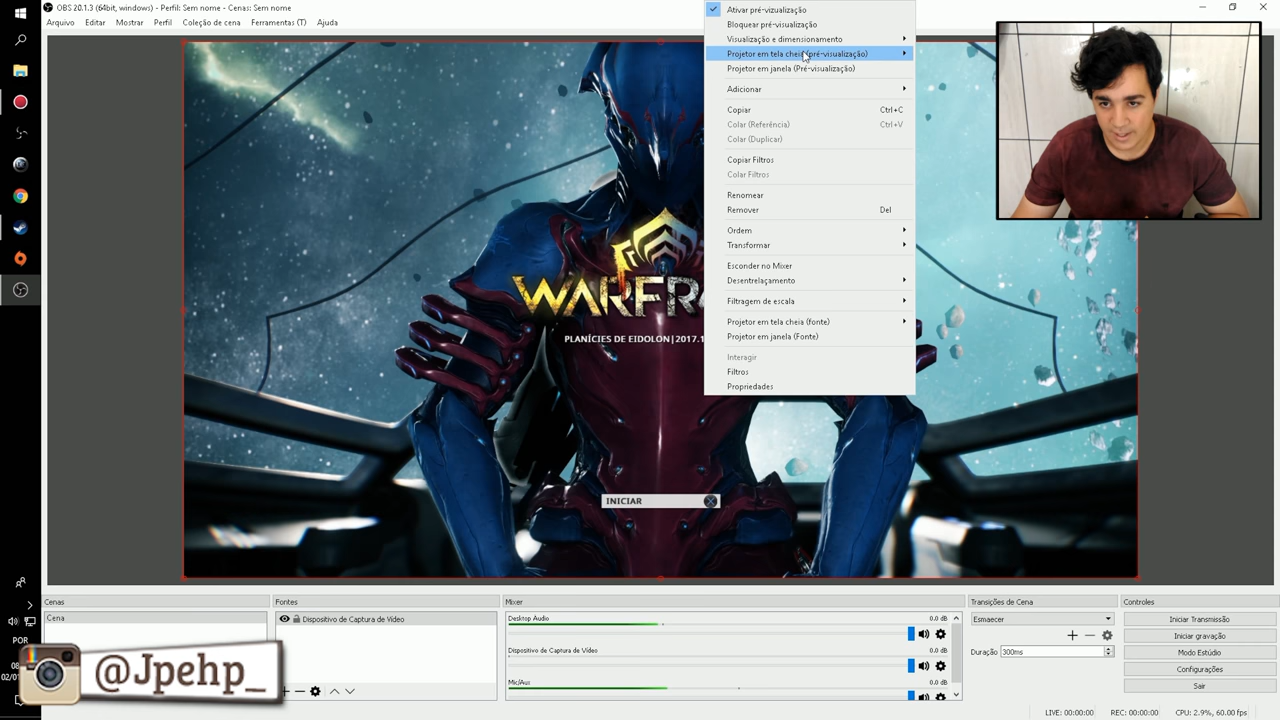 OBS 20.1.3 (64bit, windows) - Perfil: Sem nome - Cenas: Sem nome
Arquivo Editar Mostrar Perfil Coleção de cena Ferramentas (T) Ajuda
Ativar pré-vizualização
Bloquear pré-visualização
Visualização e dimensionamento
Projetor em tela cheia (pré-visualização)
Projetor em janela (Pré-visualização)
Adicionar
Copiar Ctrl+C
Colar (Referência) Ctrl+V
Colar (Duplicar)
Copiar Filtros
Colar Filtros
Renomear
Remover Del
Ordem
Transformar
Esconder no Mixer
Desentrelaçamento
Filtragem de escala
Projetor em tela cheia (fonte)
Projetor em janela (Fonte)
Interagir
Filtros
Propriedades
WARFR
PLANÍCIES DE EIDOLON|2017.1
INICIAR
Cenas
Cena
Fontes
Dispositivo de Captura de Vídeo
Mixer
Desktop Audio 0.0 dB
Dispositivo de Captura de Vídeo 0.0 dB
Mic/Aux 0.0 dB
Transições de Cena
Esmaecer
Duração 300ms
Controles
Iniciar Transmissão
Iniciar gravação
Modo Estúdio
Configurações
Sair
POR
08
02/01
@Jpehp_
LIVE: 00:00:00 REC: 00:00:00 CPU: 2.9%, 60.00 fps